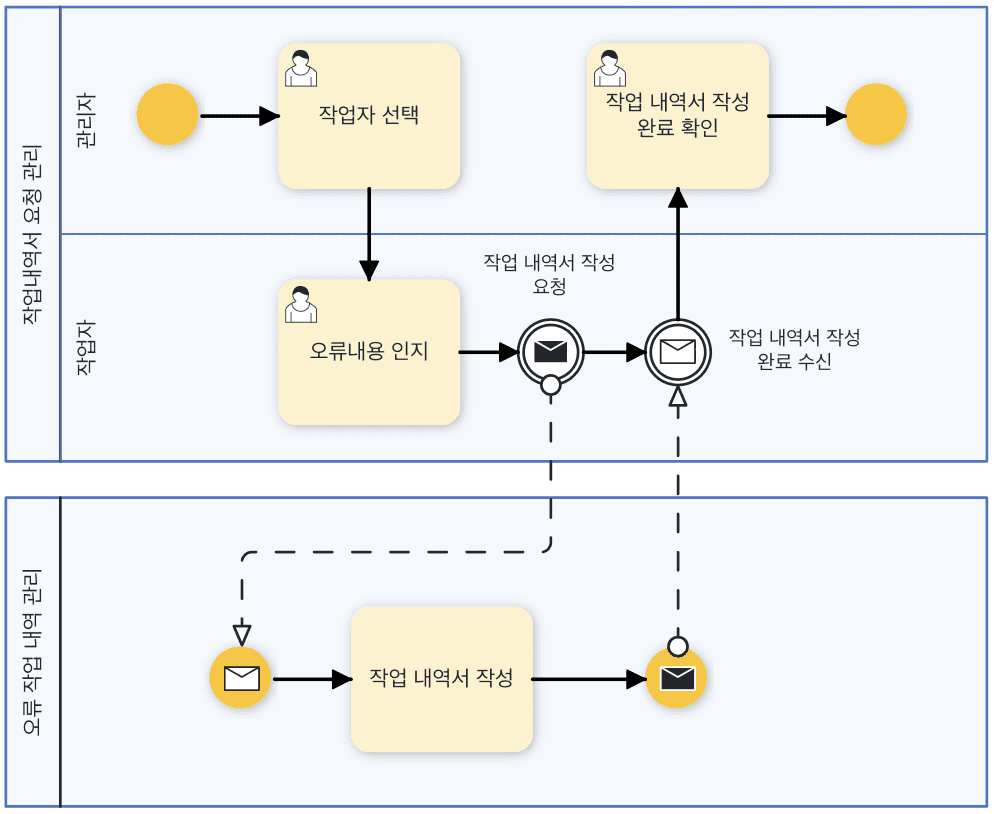 작업내역서 요청 관리
관리자
작업자 선택
작업 내역서 작성
완료 확인
작업자
오류내용 인지
작업 내역서 작성
요청
작업 내역서 작성
완료 수신
오류 작업 내역 관리
작업 내역서 작성